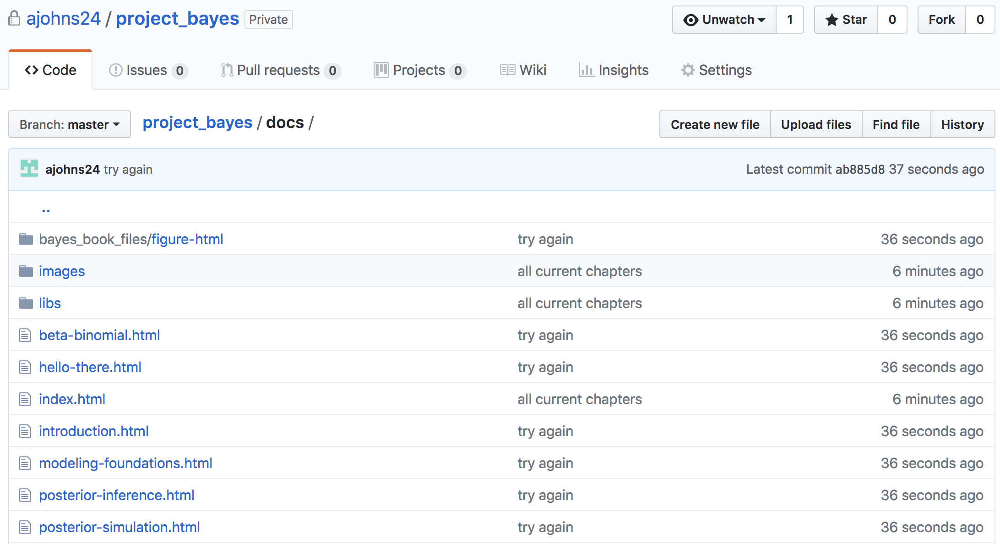 ajohns24 / project_bayes Private Unwatch 1 Star 0 Fork 0
Code Issues 0 Pull requests 0 Projects 0 Wiki Insights Settings
Branch: master project_bayes / docs / Create new file Upload files Find file History
ajohns24 try again Latest commit ab885d8 37 seconds ago
..
bayes_book_files/figure-html try again 36 seconds ago
images all current chapters 6 minutes ago
libs all current chapters 6 minutes ago
beta-binomial.html try again 36 seconds ago
hello-there.html try again 36 seconds ago
index.html all current chapters 6 minutes ago
introduction.html try again 36 seconds ago
modeling-foundations.html try again 36 seconds ago
posterior-inference.html try again 36 seconds ago
posterior-simulation.html try again 36 seconds ago